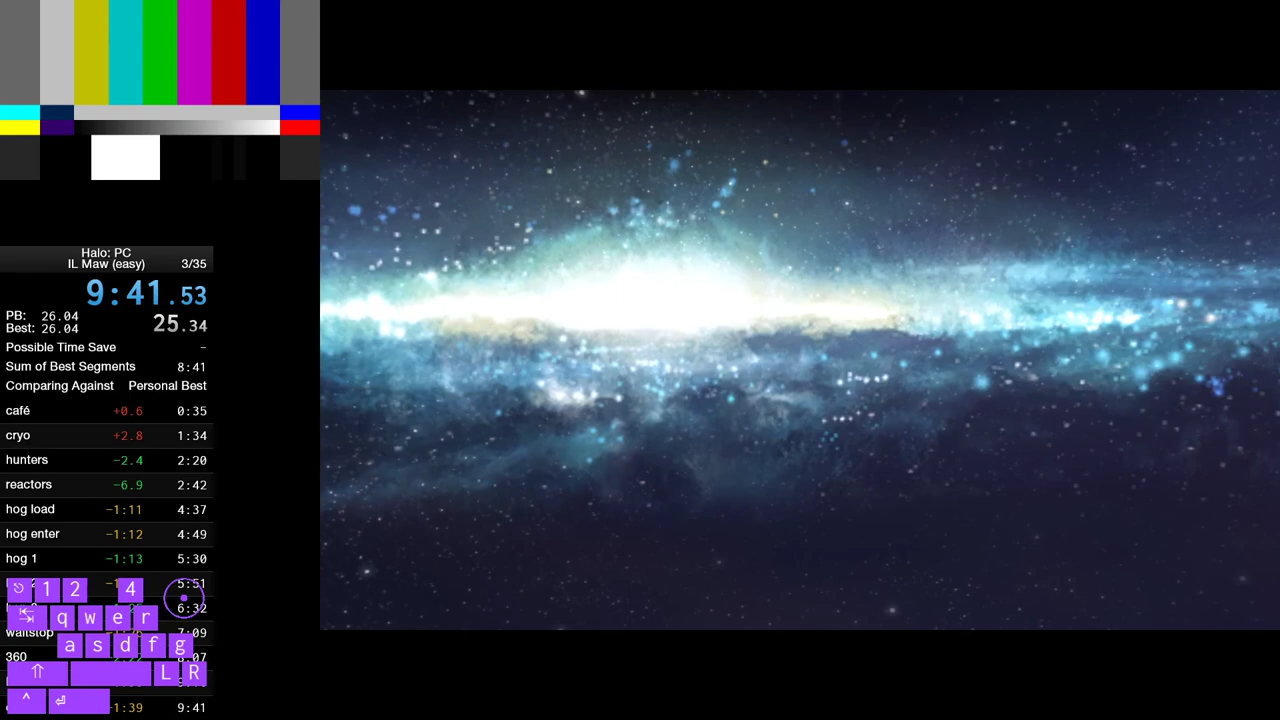 Halo: PC
IL Maw (easy) 3/35
9:41.53
PB: 26.04
Best: 26.04
25.34
Possible Time Save –
Sum of Best Segments 8:41
Comparing Against Personal Best
café +0.6 0:35
cryo +2.8 1:34
hunters −2.4 2:20
reactors −6.9 2:42
hog load −1:11 4:37
hog enter −1:12 4:49
hog 1 −1:13 5:30
5:51
1 2 4
6:32
q w e r
wallstop 7:09
a s d f g
360 8:07
L R
^
−1:39 9:41